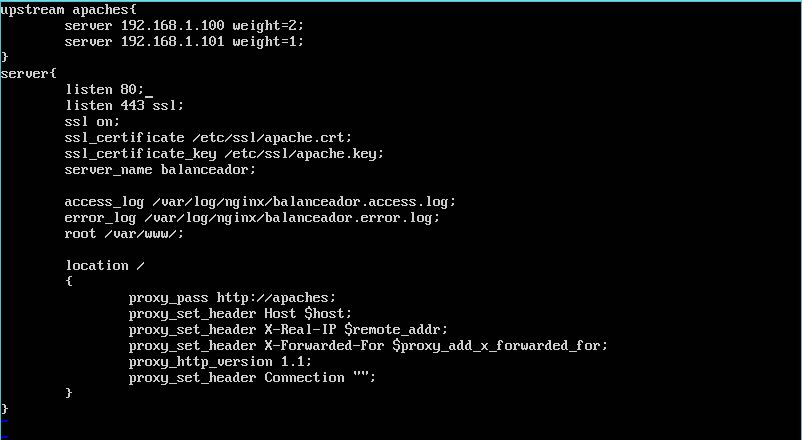 upstream apaches{
        server 192.168.1.100 weight=2;
        server 192.168.1.101 weight=1;
}
server{
        listen 80;
        listen 443 ssl;
        ssl on;
        ssl_certificate /etc/ssl/apache.crt;
        ssl_certificate_key /etc/ssl/apache.key;
        server_name balanceador;

        access_log /var/log/nginx/balanceador.access.log;
        error_log /var/log/nginx/balanceador.error.log;
        root /var/www/;

        location /
        {
                proxy_pass http://apaches;
                proxy_set_header Host $host;
                proxy_set_header X-Real-IP $remote_addr;
                proxy_set_header X-Forwarded-For $proxy_add_x_forwarded_for;
                proxy_http_version 1.1;
                proxy_set_header Connection "";
        }
}
~
~